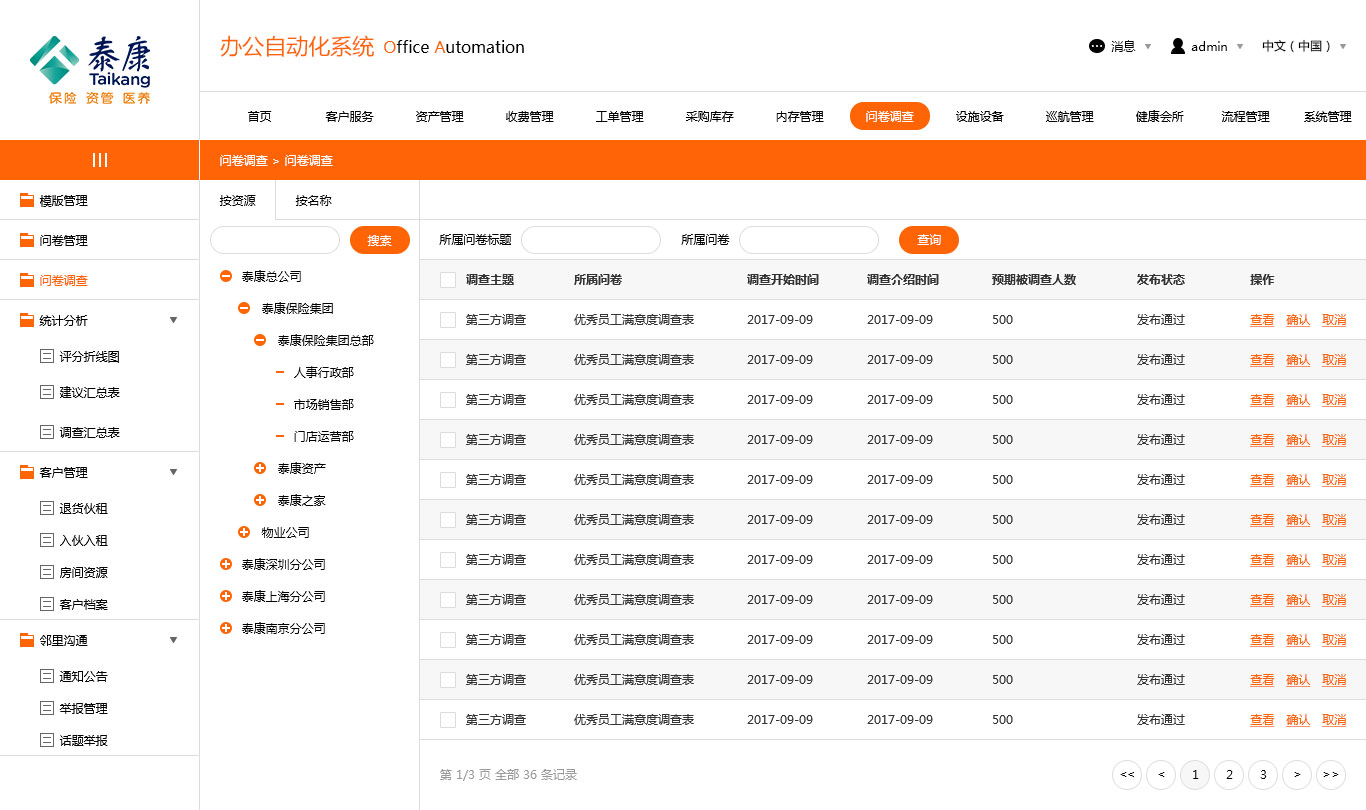 泰康
Taikang
保险 资管 医养
办公自动化系统 Office Automation
消息 admin 中文 ( 中国 )
首页 客户服务 资产管理 收费管理 工单管理 采购库存 内存管理 问卷调查 设施设备 巡航管理 健康会所 流程管理 系统管理
问卷调查 > 问卷调查
模版管理
问卷管理
问卷调查
统计分析
评分折线图
建议汇总表
调查汇总表
客户管理
退货伙租
入伙入租
房间资源
客户档案
邻里沟通
通知公告
举报管理
话题举报
按资源 按名称
搜索
泰康总公司
泰康保险集团
泰康保险集团总部
人事行政部
市场销售部
门店运营部
泰康资产
泰康之家
物业公司
泰康深圳分公司
泰康上海分公司
泰康南京分公司
所属问卷标题 所属问卷 查询
调查主题 所属问卷 调查开始时间 调查介绍时间 预期被调查人数 发布状态 操作
第三方调查 优秀员工满意度调查表 2017-09-09 2017-09-09 500 发布通过 查看 确认 取消
第三方调查 优秀员工满意度调查表 2017-09-09 2017-09-09 500 发布通过 查看 确认 取消
第三方调查 优秀员工满意度调查表 2017-09-09 2017-09-09 500 发布通过 查看 确认 取消
第三方调查 优秀员工满意度调查表 2017-09-09 2017-09-09 500 发布通过 查看 确认 取消
第三方调查 优秀员工满意度调查表 2017-09-09 2017-09-09 500 发布通过 查看 确认 取消
第三方调查 优秀员工满意度调查表 2017-09-09 2017-09-09 500 发布通过 查看 确认 取消
第三方调查 优秀员工满意度调查表 2017-09-09 2017-09-09 500 发布通过 查看 确认 取消
第三方调查 优秀员工满意度调查表 2017-09-09 2017-09-09 500 发布通过 查看 确认 取消
第三方调查 优秀员工满意度调查表 2017-09-09 2017-09-09 500 发布通过 查看 确认 取消
第三方调查 优秀员工满意度调查表 2017-09-09 2017-09-09 500 发布通过 查看 确认 取消
第三方调查 优秀员工满意度调查表 2017-09-09 2017-09-09 500 发布通过 查看 确认 取消
第 1/3 页 全部 36 条记录 << < 1 2 3 > >>